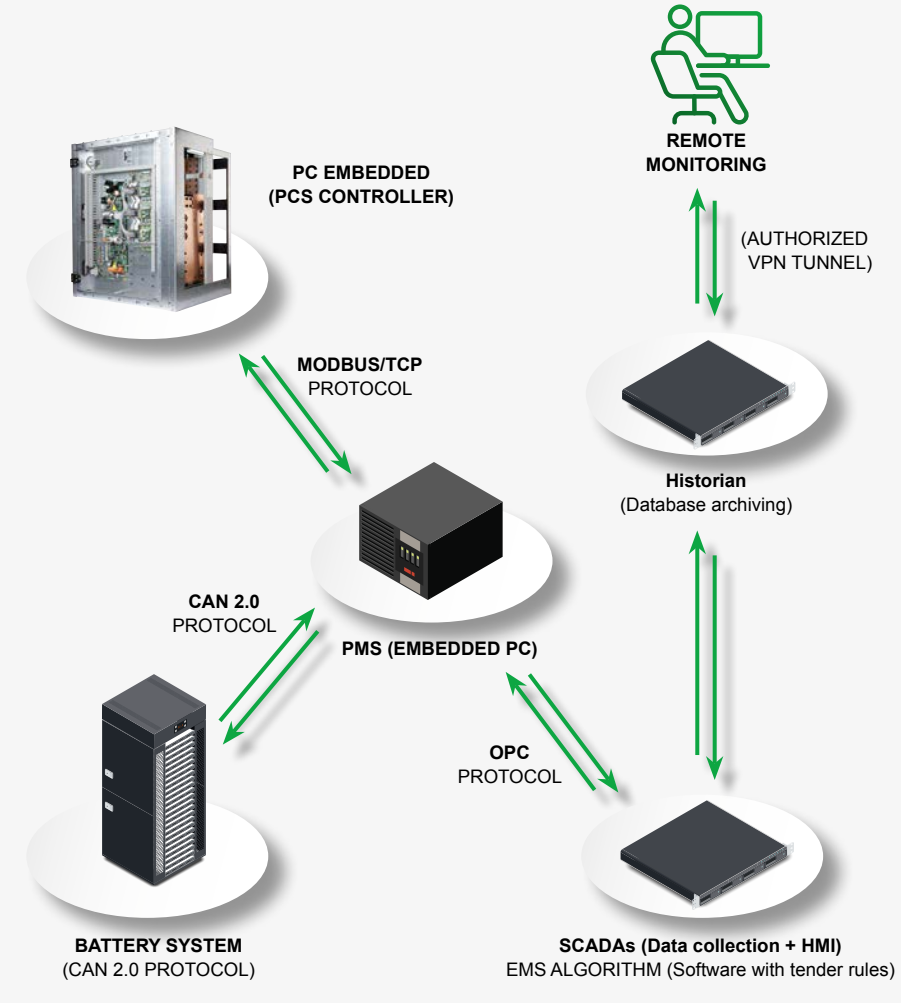 REMOTE
MONITORING
PC EMBEDDED
(PCS CONTROLLER)
(AUTHORIZED
VPN TUNNEL)
MODBUS/TCP
PROTOCOL
Historian
(Database archiving)
CAN 2.0
PROTOCOL
PMS (EMBEDDED PC)
OPC
PROTOCOL
BATTERY SYSTEM
(CAN 2.0 PROTOCOL)
SCADAs (Data collection + HMI)
EMS ALGORITHM (Software with tender rules)